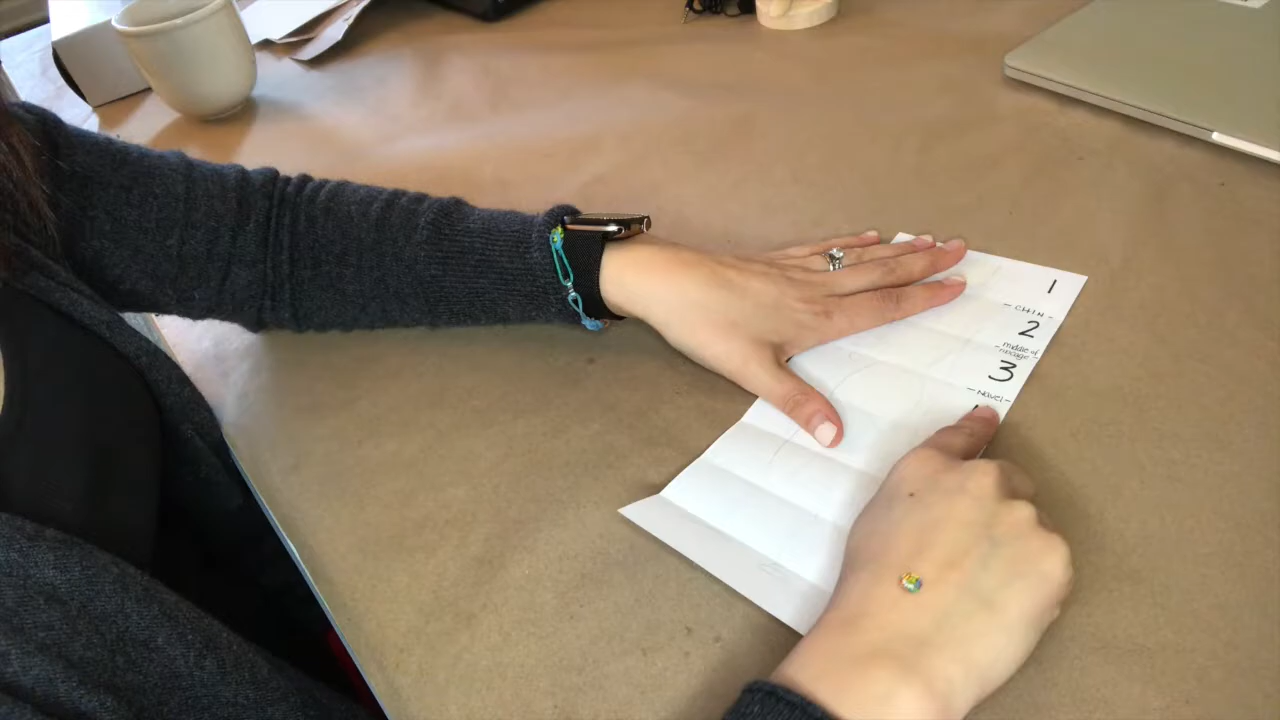 1
- CHIN -
2
- middle of
ribcage -
3
- Navel -